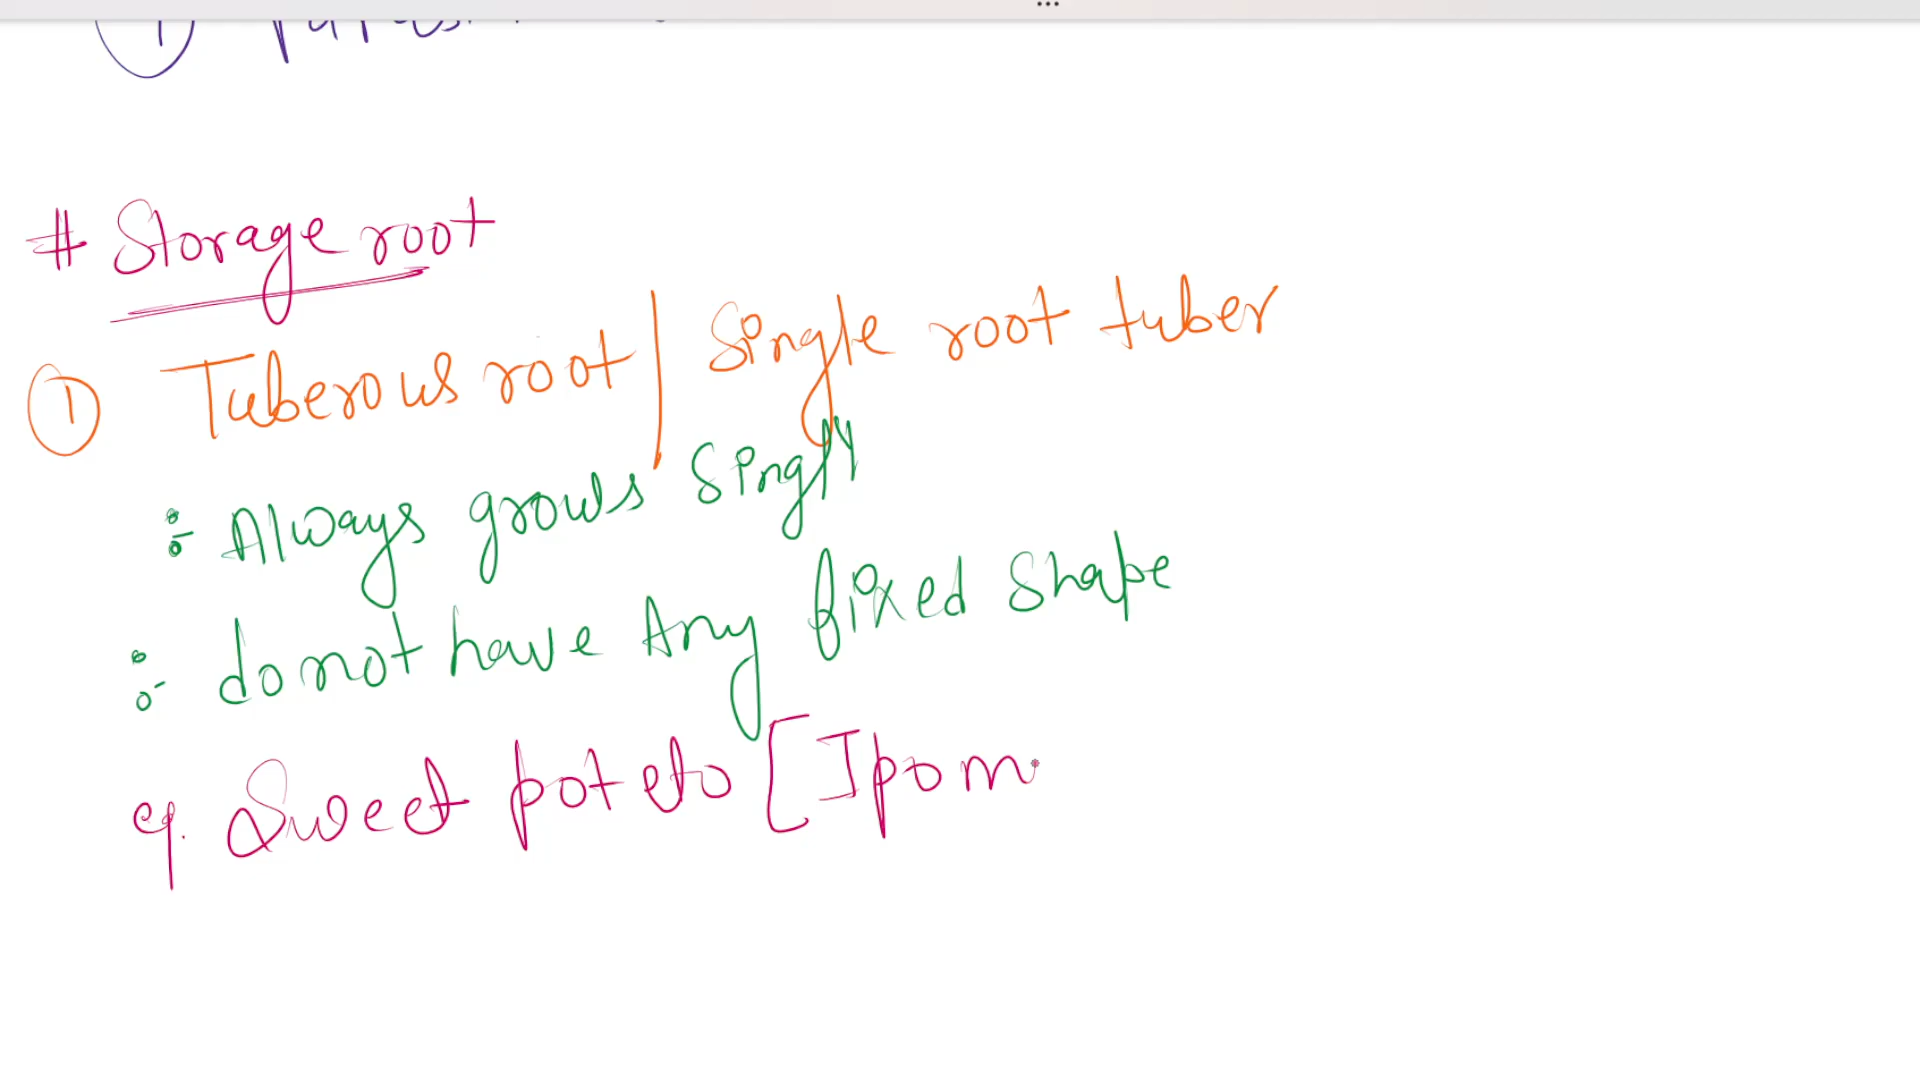 # Storage root
① Tuberous root / Single root tuber
Always grows Singly
do not have Any fixed Shape
eg. Sweet poteto [Ipom